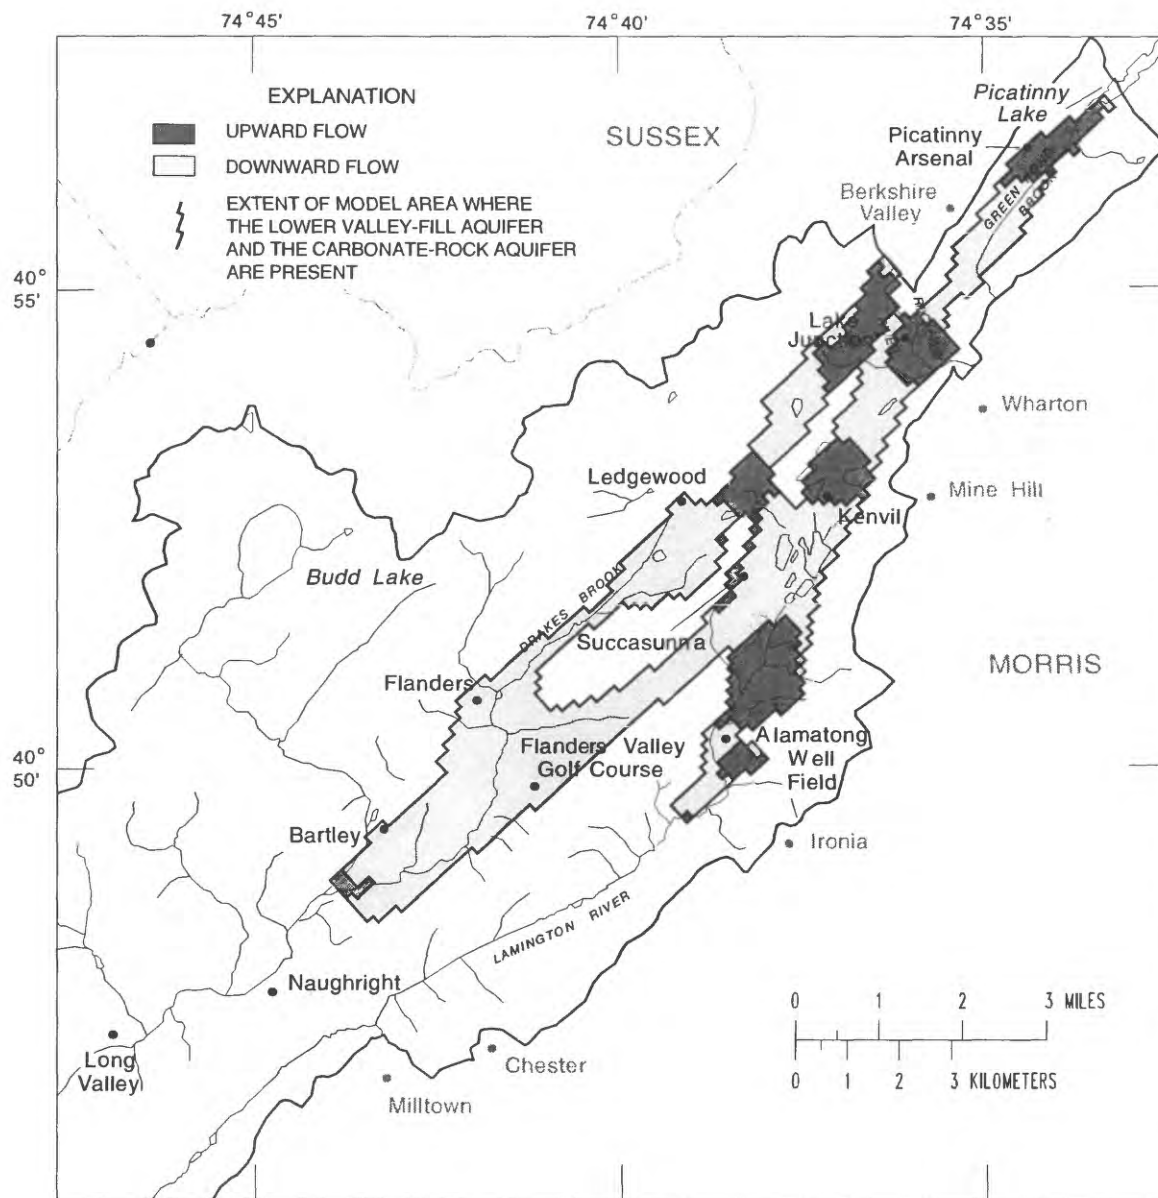 74°45'
74°40'
74°35'
EXPLANATION
UPWARD FLOW
DOWNWARD FLOW
EXTENT OF MODEL AREA WHERE
THE LOWER VALLEY-FILL AQUIFER
AND THE CARBONATE-ROCK AQUIFER
ARE PRESENT
SUSSEX
Picatinny
Lake
Picatinny
Arsenal
Berkshire
Valley
GREEN
BROOK
40°
55'
Lake
Junction
Wharton
Ledgewood
Mine Hill
Kenvil
Budd Lake
DRAKES BROOK
Succasunna
MORRIS
Flanders
40°
50'
Flanders Valley
Golf Course
Alamatong
Well
Field
Bartley
Ironia
LAMINGTON RIVER
Naughright
0 1 2 3 MILES
Long
Valley
Chester
0 1 2 3 KILOMETERS
Milltown